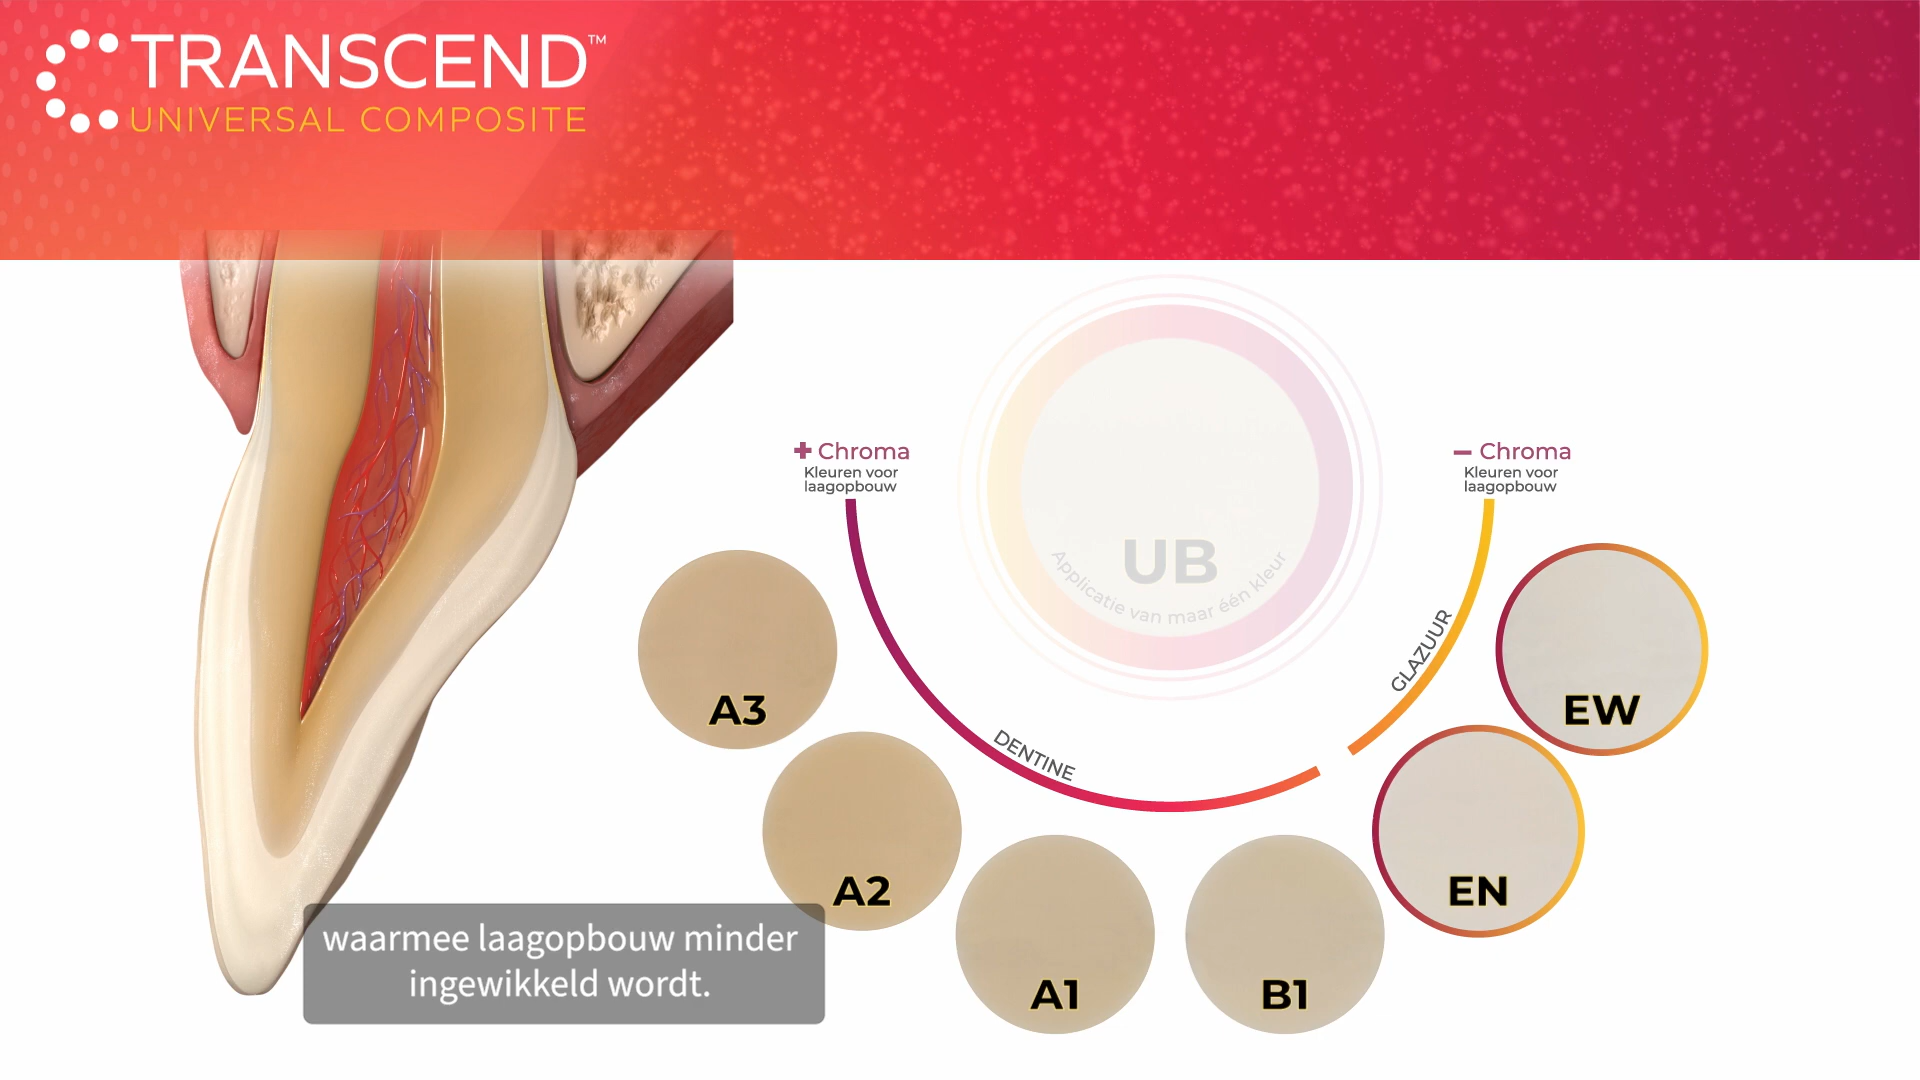 TRANSCEND™
UNIVERSAL COMPOSITE
+ Chroma
Kleuren voor
laagopbouw
− Chroma
Kleuren voor
laagopbouw
UB
Applicatie van maar één kleur
GLAZUUR
DENTINE
A3
EW
A2
EN
A1
B1
waarmee laagopbouw minder
ingewikkeld wordt.